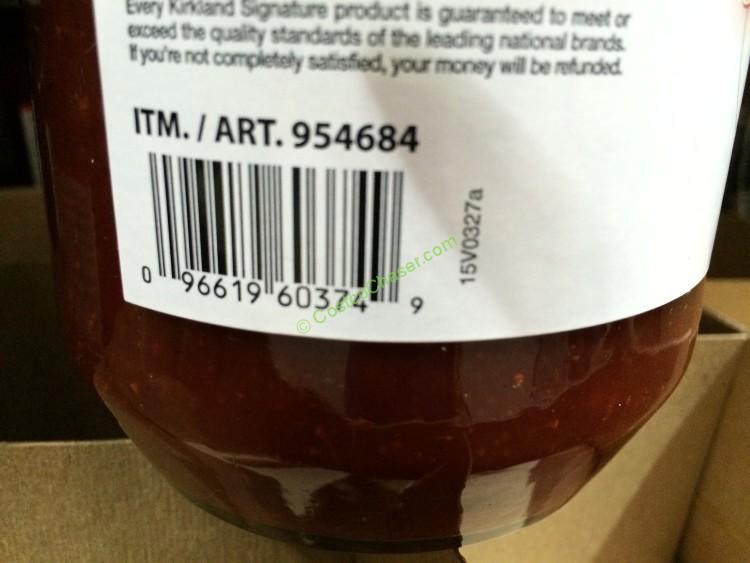 Every Kirkland Signature product is guaranteed to meet or
exceed the quality standards of the leading national brands.
If you're not completely satisfied, your money will be refunded.
ITM. / ART. 954684
0 96619 60374 9
15V0327a
© CostcoChaser.com